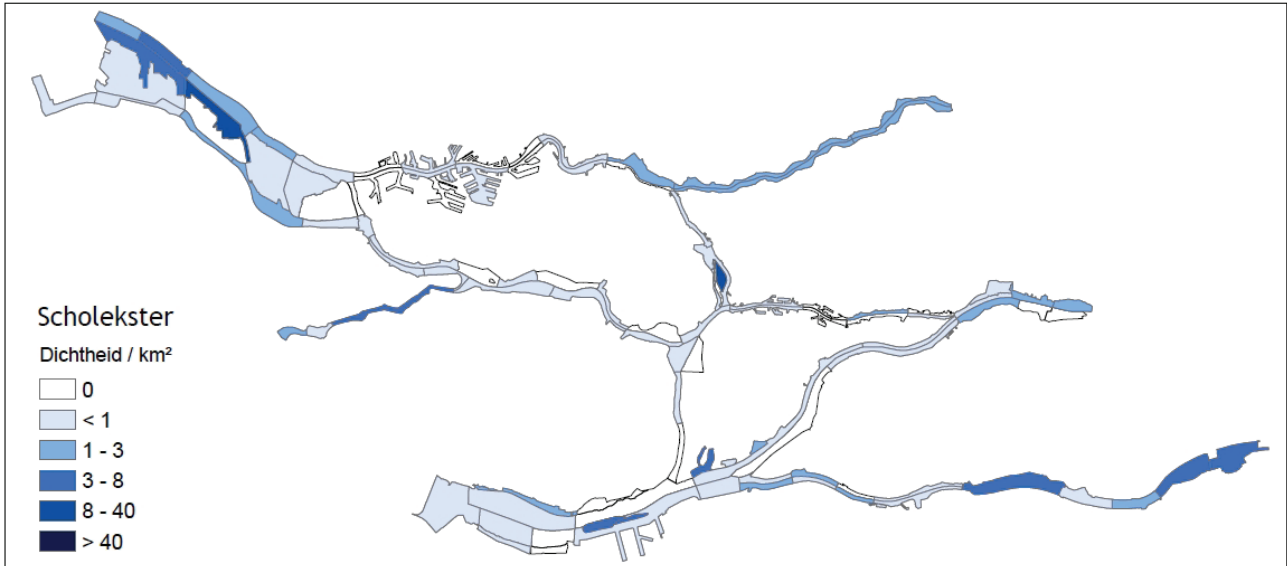 Scholekster
Dichtheid / km²
0
< 1
1 - 3
3 - 8
8 - 40
> 40